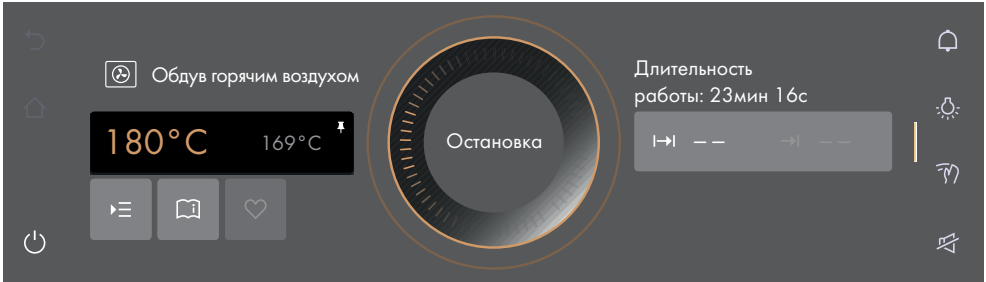 Обдув горячим воздухом
180°C 169°C
Остановка
Длительность
работы: 23мин 16с
-- --